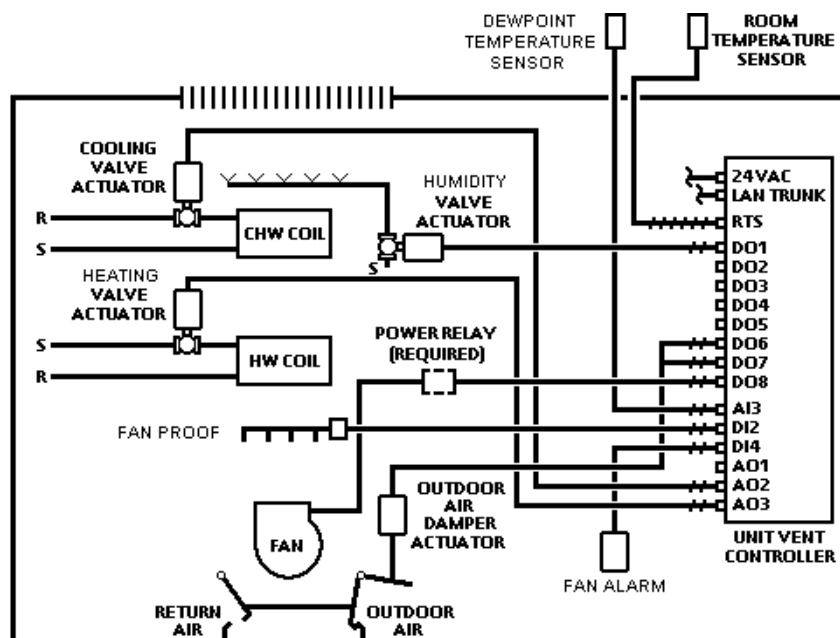 DEWPOINT
TEMPERATURE
SENSOR
ROOM
TEMPERATURE
SENSOR
COOLING
VALVE
ACTUATOR
R
S
CHW COIL
HUMIDITY
VALVE
ACTUATOR
S
HEATING
VALVE
ACTUATOR
S
R
HW COIL
POWER RELAY
(REQUIRED)
FAN PROOF
FAN
OUTDOOR
AIR
DAMPER
ACTUATOR
RETURN
AIR
OUTDOOR
AIR
FAN ALARM
24VAC
LAN TRUNK
RTS
DO1
DO2
DO3
DO4
DO5
DO6
DO7
DO8
AI3
DI2
DI4
AO1
AO2
AO3
UNIT VENT
CONTROLLER